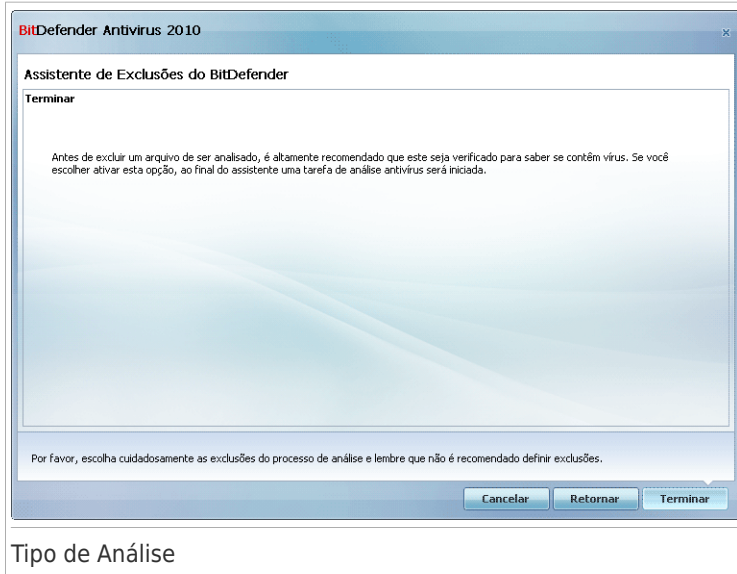 BitDefender Antivirus 2010
Assistente de Exclusões do BitDefender
Terminar
Antes de excluir um arquivo de ser analisado, é altamente recomendado que este seja verificado para saber se contêm vírus. Se você
escolher ativar esta opção, ao final do assistente uma tarefa de análise antivírus será iniciada.
Por favor, escolha cuidadosamente as exclusões do processo de análise e lembre que não é recomendado definir exclusões.
Cancelar Retornar Terminar
Tipo de Análise